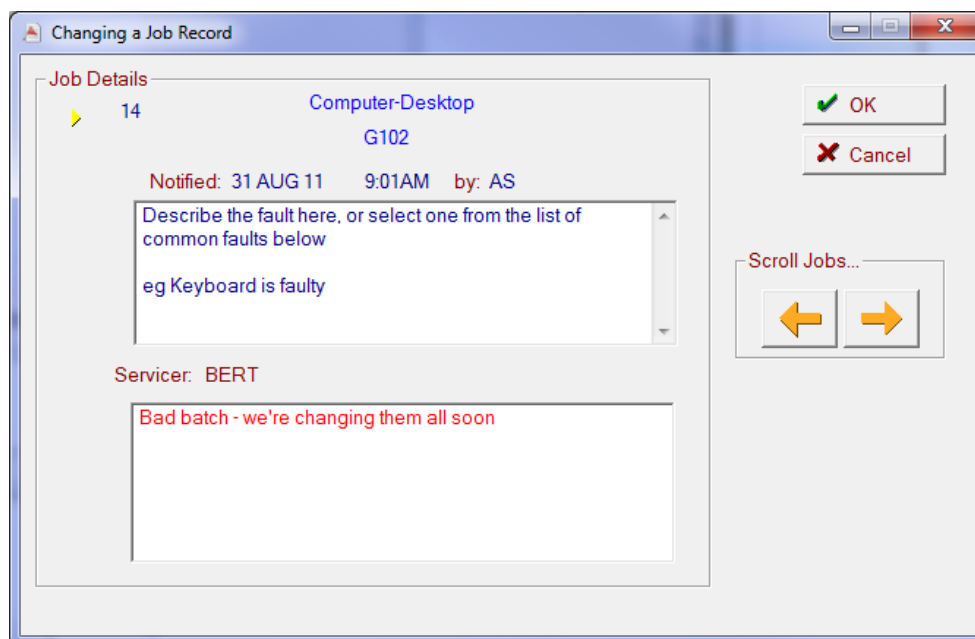 Changing a Job Record
Job Details
14
Computer-Desktop
G102
OK
Cancel
Notified: 31 AUG 11 9:01AM by: AS
Describe the fault here, or select one from the list of
common faults below
eg Keyboard is faulty
Scroll Jobs...
Servicer: BERT
Bad batch - we're changing them all soon